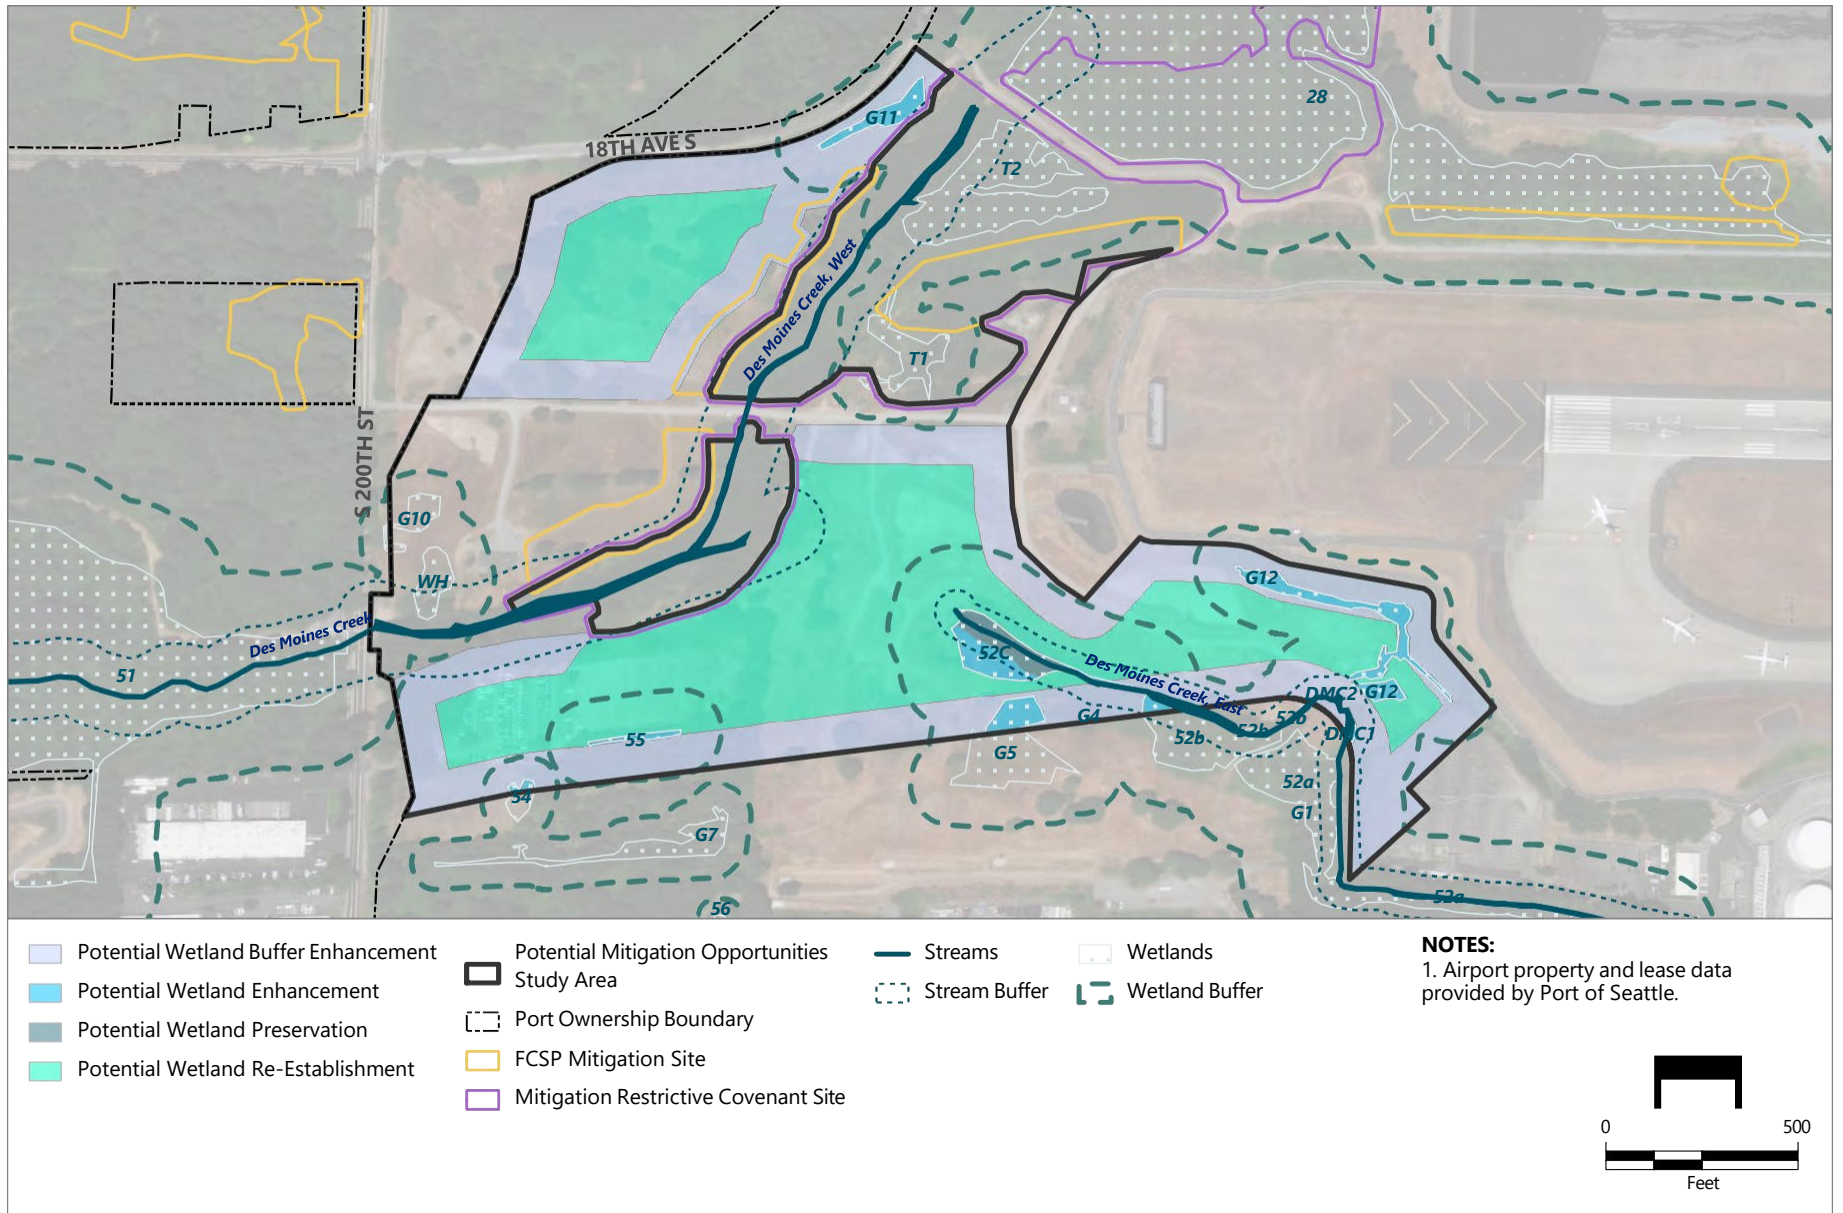 28
G11
18TH AVE S
T2
Des Moines Creek, West
T1
S 200TH ST
G10
WH
G12
Des Moines Creek
52C
51
Des Moines Creek, East
DMC2
G12
G4
52b
52b
52b
DMC1
55
G5
52a
54
G1
G7
52a
56
Potential Wetland Buffer Enhancement
Potential Wetland Enhancement
Potential Wetland Preservation
Potential Wetland Re-Establishment
Potential Mitigation Opportunities
Study Area
Port Ownership Boundary
FCSP Mitigation Site
Mitigation Restrictive Covenant Site
Streams
Stream Buffer
Wetlands
Wetland Buffer
NOTES:
1. Airport property and lease data
provided by Port of Seattle.
0 500
Feet